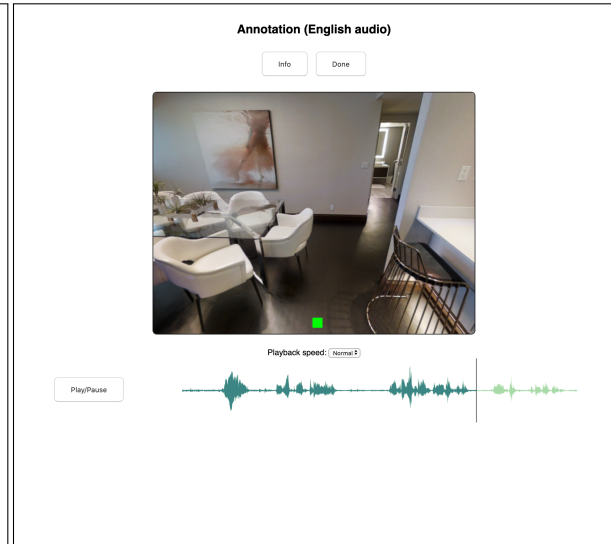 Annotation (English audio)
Info Done
Playback speed: Normal
Play/Pause